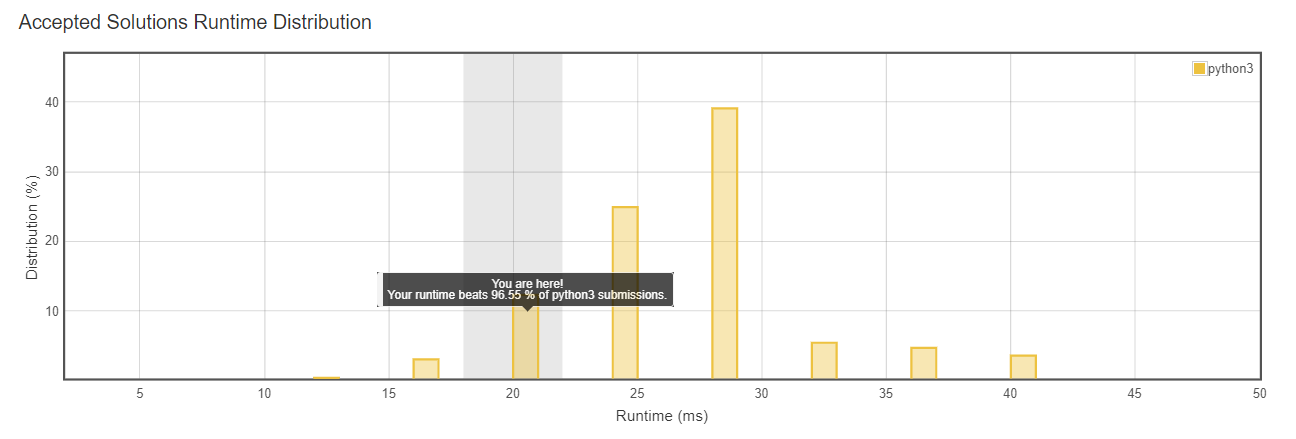 Accepted Solutions Runtime Distribution
python3
40
30
20
10
Distribution (%)
You are here!
Your runtime beats 96.55 % of python3 submissions.
5 10 15 20 25 30 35 40 45 50
Runtime (ms)